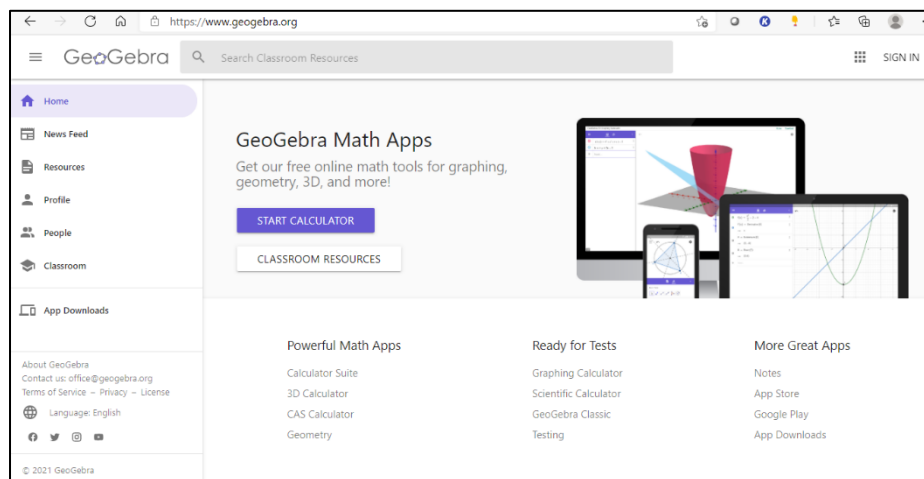 https://www.geogebra.org
GeoGebra
Search Classroom Resources
SIGN IN
Home
News Feed
Resources
Profile
People
Classroom
App Downloads
About GeoGebra
Contact us: office@geogebra.org
Terms of Service – Privacy – License
Language: English
© 2021 GeoGebra
GeoGebra Math Apps
Get our free online math tools for graphing,
geometry, 3D, and more!
START CALCULATOR
CLASSROOM RESOURCES
Powerful Math Apps
Calculator Suite
3D Calculator
CAS Calculator
Geometry
Ready for Tests
Graphing Calculator
Scientific Calculator
GeoGebra Classic
Testing
More Great Apps
Notes
App Store
Google Play
App Downloads